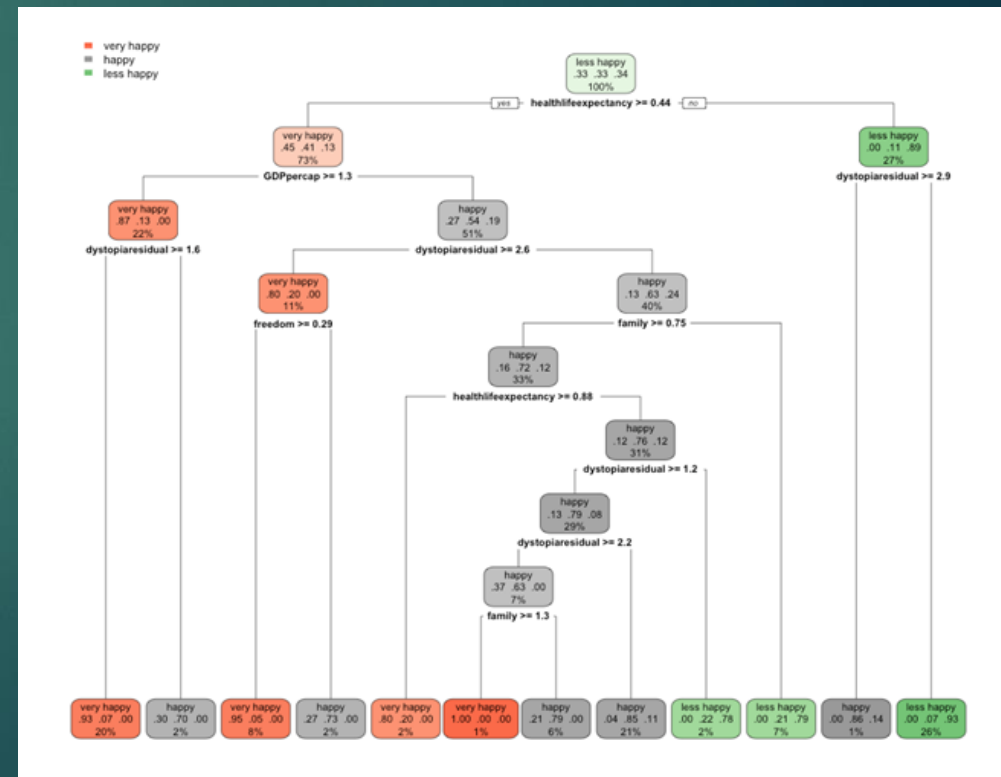 very happy
happy
less happy
less happy
.33 .33 .34
100%
yes healthlifeexpectancy >= 0.44 no
very happy
.45 .41 .13
73%
less happy
.00 .11 .89
27%
GDPpercap >= 1.3
dystopiaresidual >= 2.9
very happy
.87 .13 .00
22%
happy
.27 .54 .19
51%
dystopiaresidual >= 1.6
dystopiaresidual >= 2.6
very happy
.80 .20 .00
11%
happy
.13 .63 .24
40%
freedom >= 0.29
family >= 0.75
happy
.16 .72 .12
33%
healthlifeexpectancy >= 0.88
happy
.12 .76 .12
31%
dystopiaresidual >= 1.2
happy
.13 .79 .08
29%
dystopiaresidual >= 2.2
happy
.37 .63 .00
7%
family >= 1.3
very happy
.93 .07 .00
20%
happy
.30 .70 .00
2%
very happy
.95 .05 .00
8%
happy
.27 .73 .00
2%
very happy
.80 .20 .00
2%
very happy
1.00 .00 .00
1%
happy
.21 .79 .00
6%
happy
.04 .85 .11
21%
less happy
.00 .22 .78
2%
less happy
.00 .21 .79
7%
happy
.00 .86 .14
1%
less happy
.00 .07 .93
26%